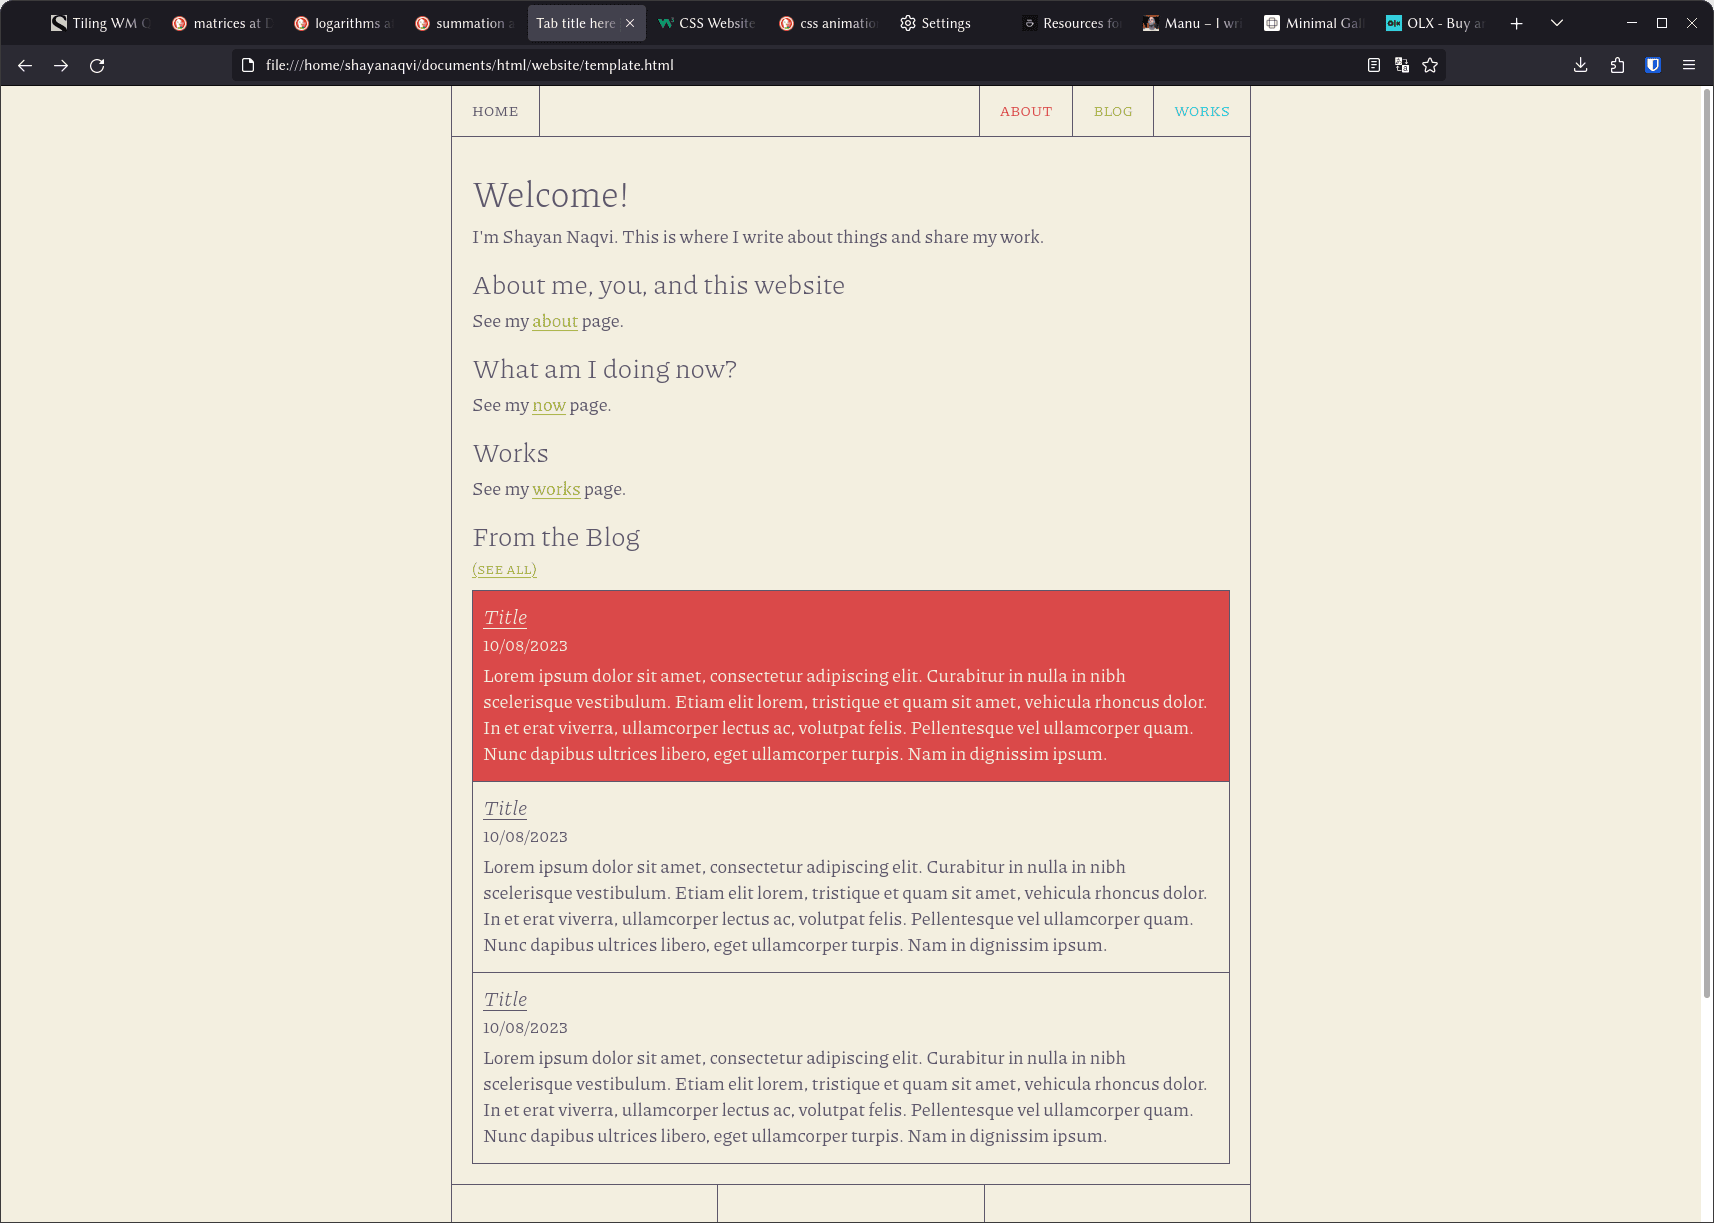 Tiling WM
matrices at
logarithms
summation
Tab title here
CSS Website
css animatio
Settings
Resources fo
Manu – I wri
Minimal Gal
OLX - Buy a
file:///home/shayanaqvi/documents/html/website/template.html
HOME
ABOUT
BLOG
WORKS
Welcome!
I'm Shayan Naqvi. This is where I write about things and share my work.
About me, you, and this website
See my about page.
What am I doing now?
See my now page.
Works
See my works page.
From the Blog
(SEE ALL)
Title
10/08/2023
Lorem ipsum dolor sit amet, consectetur adipiscing elit. Curabitur in nulla in nibh
scelerisque vestibulum. Etiam elit lorem, tristique et quam sit amet, vehicula rhoncus dolor.
In et erat viverra, ullamcorper lectus ac, volutpat felis. Pellentesque vel ullamcorper quam.
Nunc dapibus ultrices libero, eget ullamcorper turpis. Nam in dignissim ipsum.
Title
10/08/2023
Lorem ipsum dolor sit amet, consectetur adipiscing elit. Curabitur in nulla in nibh
scelerisque vestibulum. Etiam elit lorem, tristique et quam sit amet, vehicula rhoncus dolor.
In et erat viverra, ullamcorper lectus ac, volutpat felis. Pellentesque vel ullamcorper quam.
Nunc dapibus ultrices libero, eget ullamcorper turpis. Nam in dignissim ipsum.
Title
10/08/2023
Lorem ipsum dolor sit amet, consectetur adipiscing elit. Curabitur in nulla in nibh
scelerisque vestibulum. Etiam elit lorem, tristique et quam sit amet, vehicula rhoncus dolor.
In et erat viverra, ullamcorper lectus ac, volutpat felis. Pellentesque vel ullamcorper quam.
Nunc dapibus ultrices libero, eget ullamcorper turpis. Nam in dignissim ipsum.